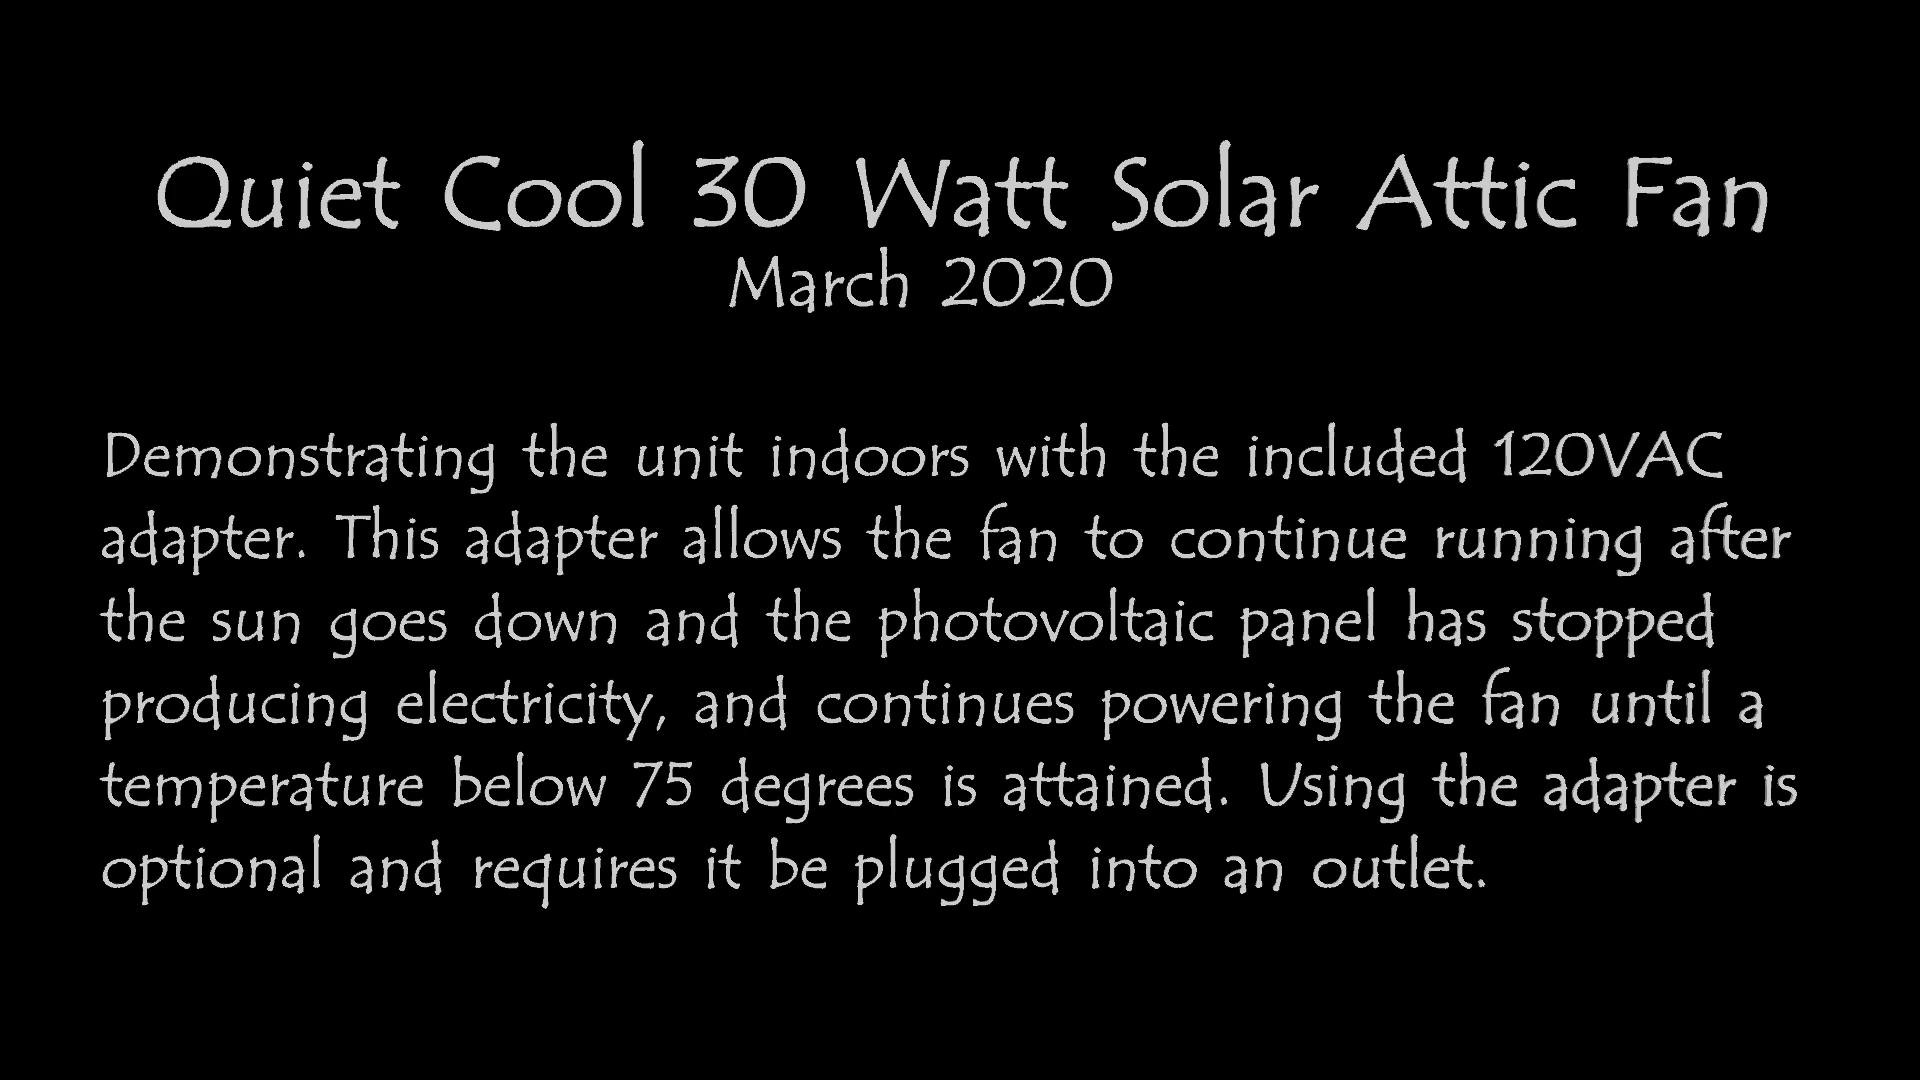 Quiet Cool 30 Watt Solar Attic Fan
March 2020
Demonstrating the unit indoors with the included 120VAC
adapter. This adapter allows the fan to continue running after
the sun goes down and the photovoltaic panel has stopped
producing electricity, and continues powering the fan until a
temperature below 75 degrees is attained. Using the adapter is
optional and requires it be plugged into an outlet.